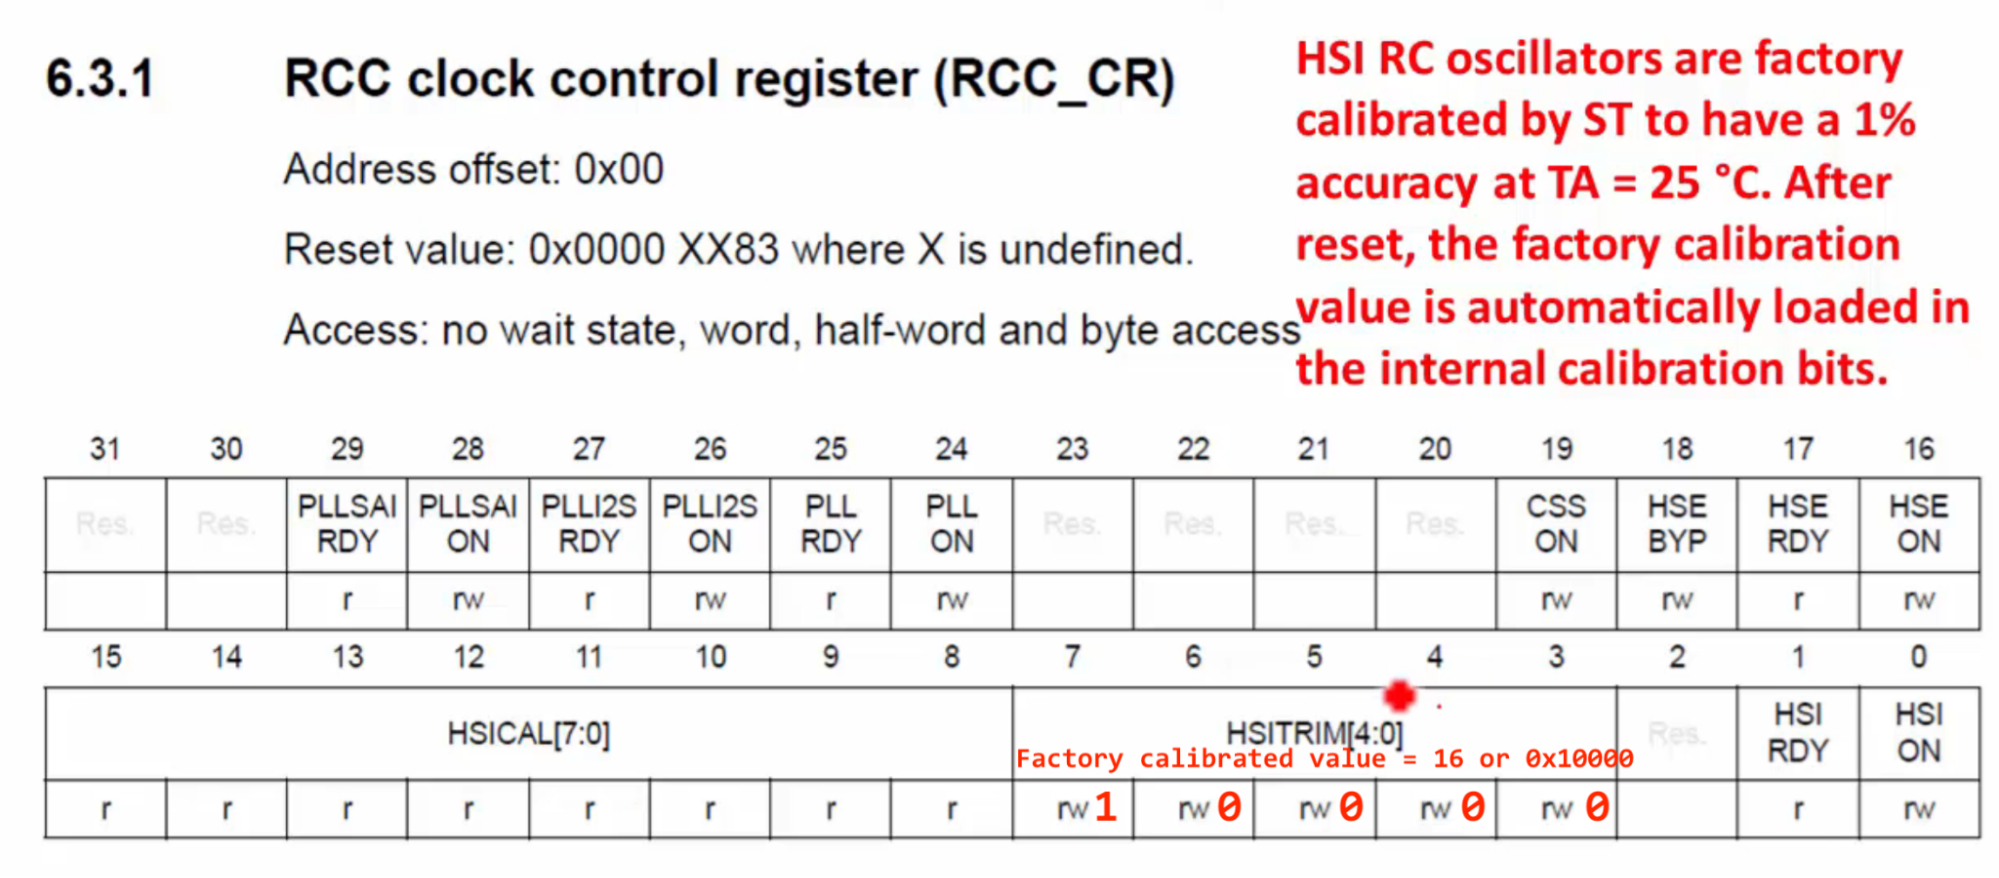 6.3.1 RCC clock control register (RCC_CR)
Address offset: 0x00
Reset value: 0x0000 XX83 where X is undefined.
Access: no wait state, word, half-word and byte access
HSI RC oscillators are factory
calibrated by ST to have a 1%
accuracy at TA = 25 °C. After
reset, the factory calibration
value is automatically loaded in
the internal calibration bits.
31 30 29 28 27 26 25 24 23 22 21 20 19 18 17 16
Res. Res. PLLSAI PLLSAI PLLI2S PLLI2S PLL PLL Res. Res. Res. Res. CSS HSE HSE HSE
RDY ON RDY ON RDY ON ON BYP RDY ON
r rw r rw r rw rw rw r rw
15 14 13 12 11 10 9 8 7 6 5 4 3 2 1 0
HSICAL[7:0] HSITRIM[4:0] Res. HSI HSI
RDY ON
Factory calibrated value = 16 or 0x10000
r r r r r r r r rw 1 rw 0 rw 0 rw 0 rw 0 r rw